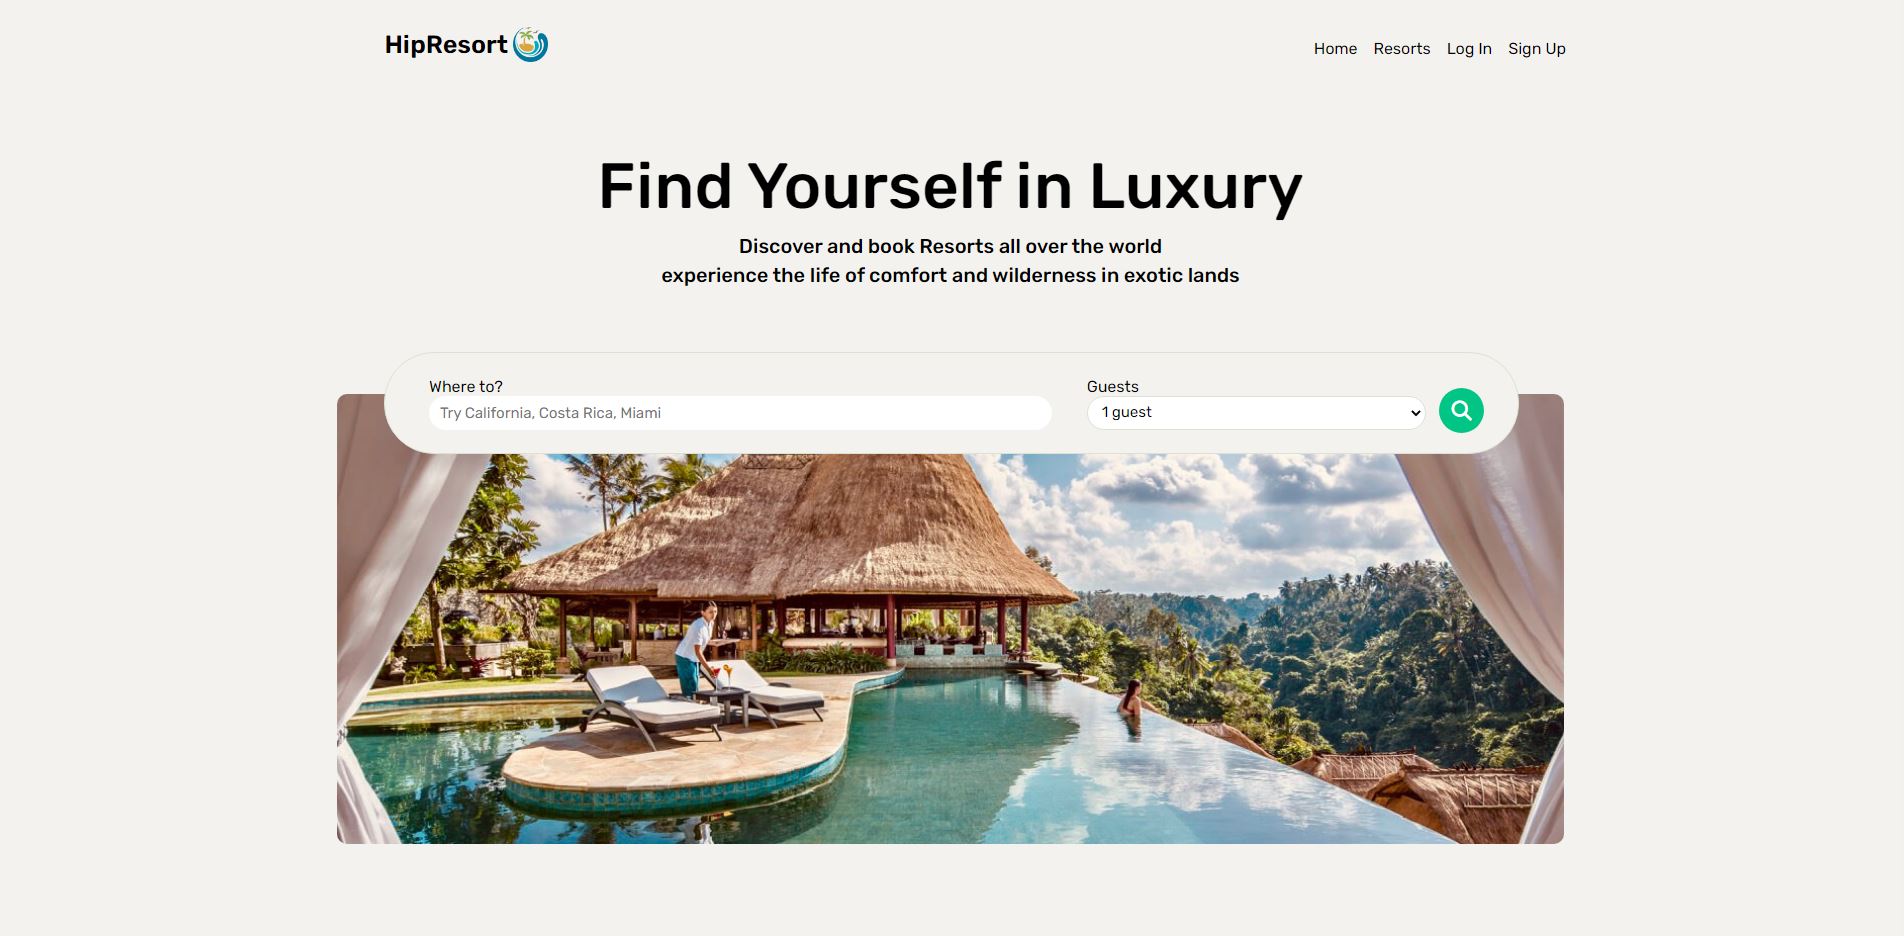 HipResort
Home Resorts Log In Sign Up
Find Yourself in Luxury
Discover and book Resorts all over the world
experience the life of comfort and wilderness in exotic lands
Where to?
Try California, Costa Rica, Miami
Guests
1 guest